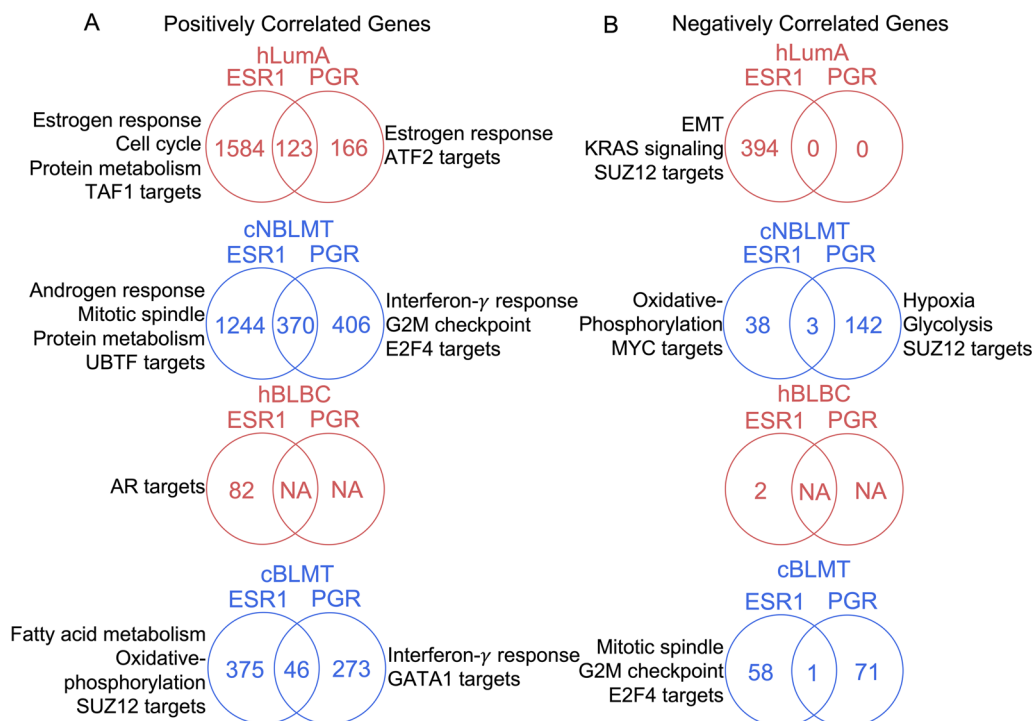 A Positively Correlated Genes
hLumA
ESR1 PGR
Estrogen response
Cell cycle
Protein metabolism
TAF1 targets
1584 123 166
Estrogen response
ATF2 targets
cNBLMT
ESR1 PGR
Androgen response
Mitotic spindle
Protein metabolism
UBTF targets
1244 370 406
Interferon-γ response
G2M checkpoint
E2F4 targets
hBLBC
ESR1 PGR
AR targets
82 NA NA
cBLMT
ESR1 PGR
Fatty acid metabolism
Oxidative-
phosphorylation
SUZ12 targets
375 46 273
Interferon-γ response
GATA1 targets
B Negatively Correlated Genes
hLumA
ESR1 PGR
EMT
KRAS signaling
SUZ12 targets
394 0 0
cNBLMT
ESR1 PGR
Oxidative-
Phosphorylation
MYC targets
38 3 142
Hypoxia
Glycolysis
SUZ12 targets
hBLBC
ESR1 PGR
2 NA NA
cBLMT
ESR1 PGR
Mitotic spindle
G2M checkpoint
E2F4 targets
58 1 71